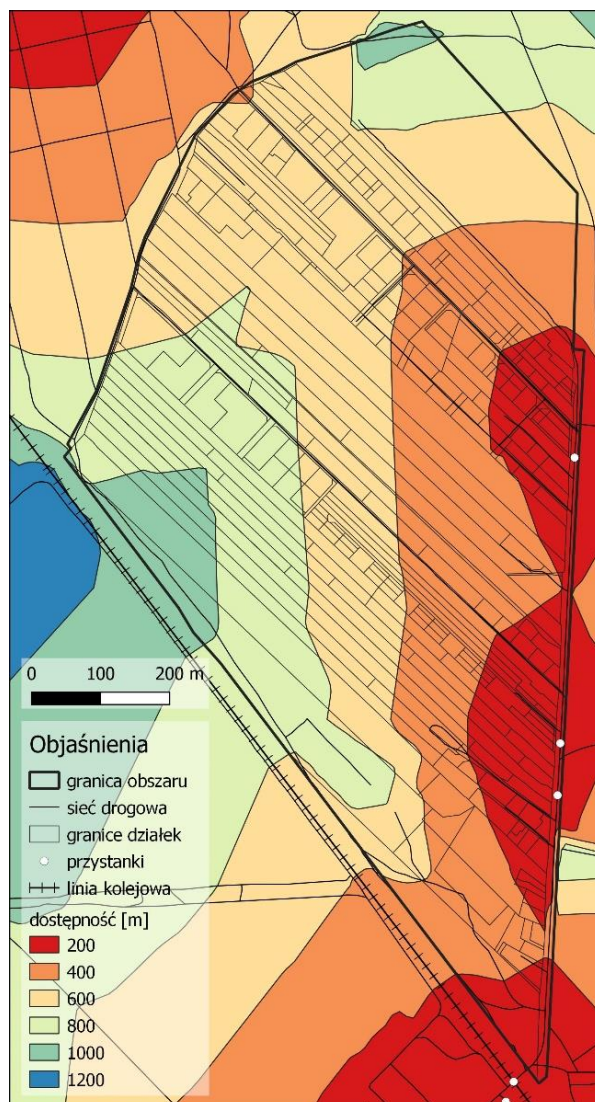 0 100 200 m
Objaśnienia
granica obszaru
sieć drogowa
granice działek
przystanki
linia kolejowa
dostępność [m]
200
400
600
800
1000
1200